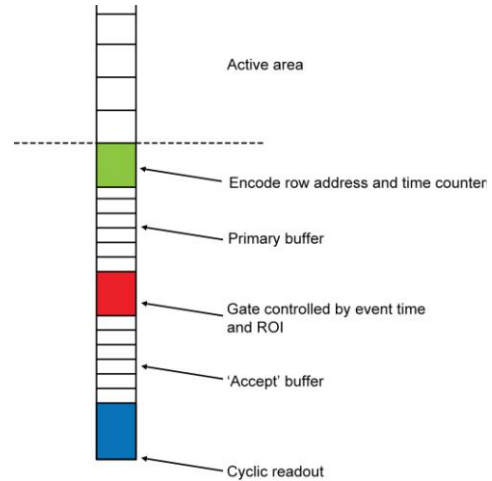 Active area
Encode row address and time counters
Primary buffer
Gate controlled by event time
and ROI
‘Accept’ buffer
Cyclic readout